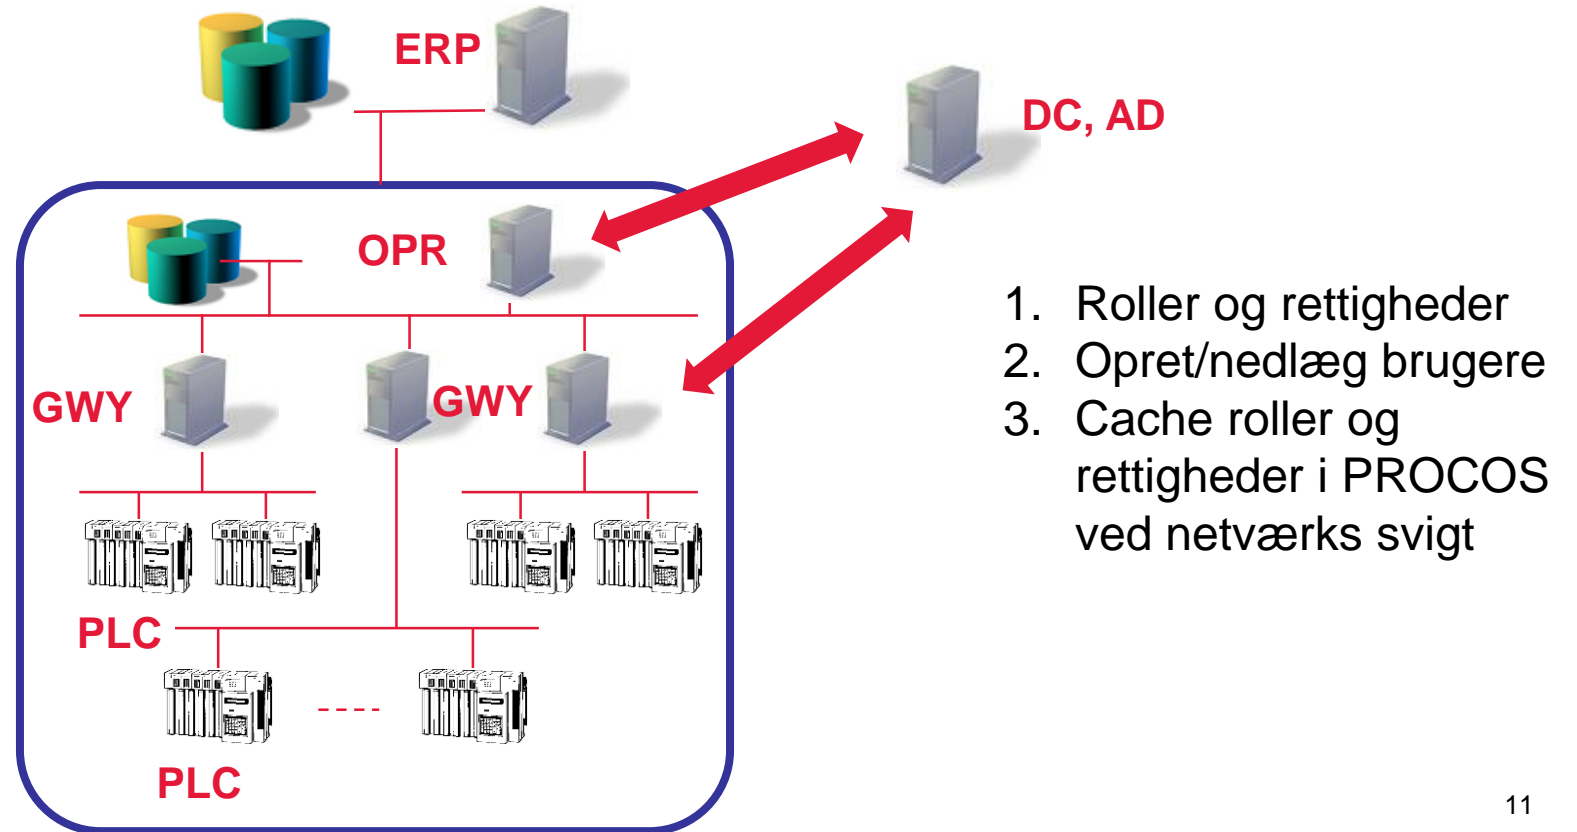 ERP
DC, AD
OPR
GWY
GWY
PLC
PLC
1. Roller og rettigheder
2. Opret/nedlæg brugere
3. Cache roller og
rettigheder i PROCOS
ved netværks svigt
11